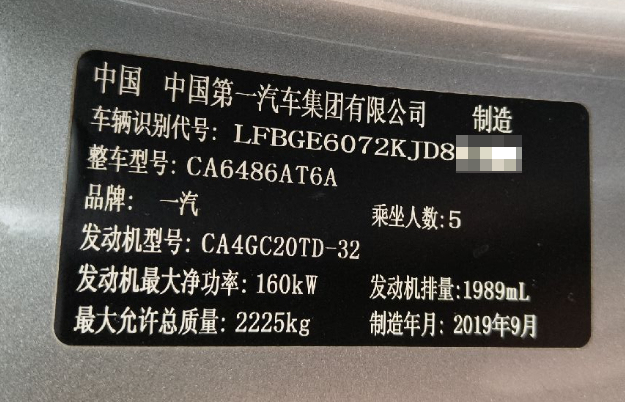 中国 中国第一汽车集团有限公司 制造
车辆识别代号: LFBGE6072KJD8
整车型号: CA6486AT6A
品牌: 一汽 乘坐人数:5
发动机型号: CA4GC20TD-32
发动机最大净功率: 160kW 发动机排量:1989mL
最大允许总质量: 2225kg 制造年月: 2019年9月